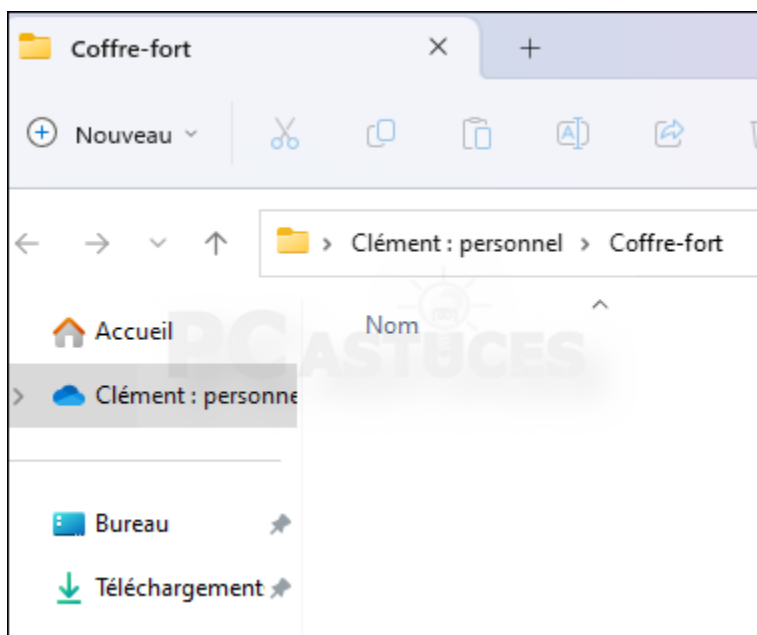 Coffre-fort
Nouveau
Clément : personnel > Coffre-fort
PC ASTUCES
Accueil
Nom
Clément : personne
Bureau
Téléchargement